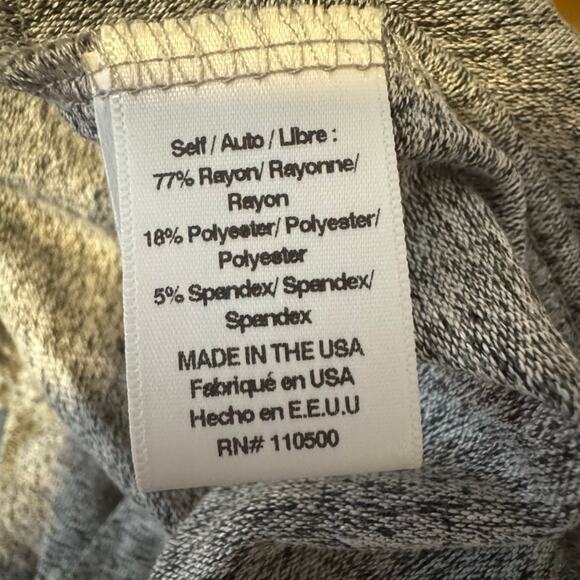 Self / Auto / Libre :
77% Rayon/ Rayonne/
Rayon
18% Polyester/ Polyester/
Polyester
5% Spandex/ Spandex/
Spandex
MADE IN THE USA
Fabriqué en USA
Hecho en E.E.U.U
RN# 110500